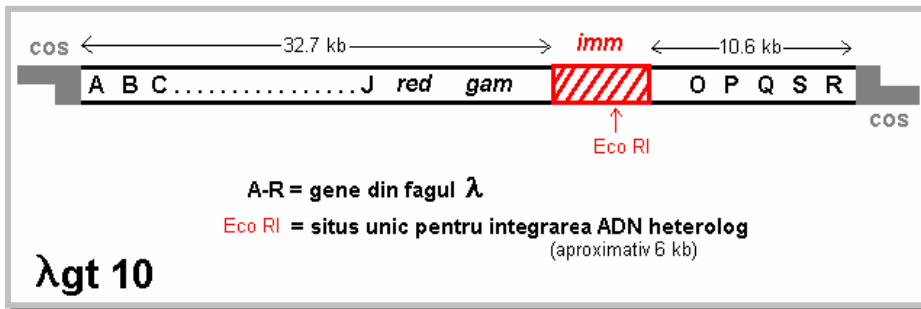 cos 32.7 kb imm 10.6 kb
A B C................J red gam O P Q S R
Eco RI cos
A-R = gene din fagul λ
Eco RI = situs unic pentru integrarea ADN heterolog
(aproximativ 6 kb)
λgt 10